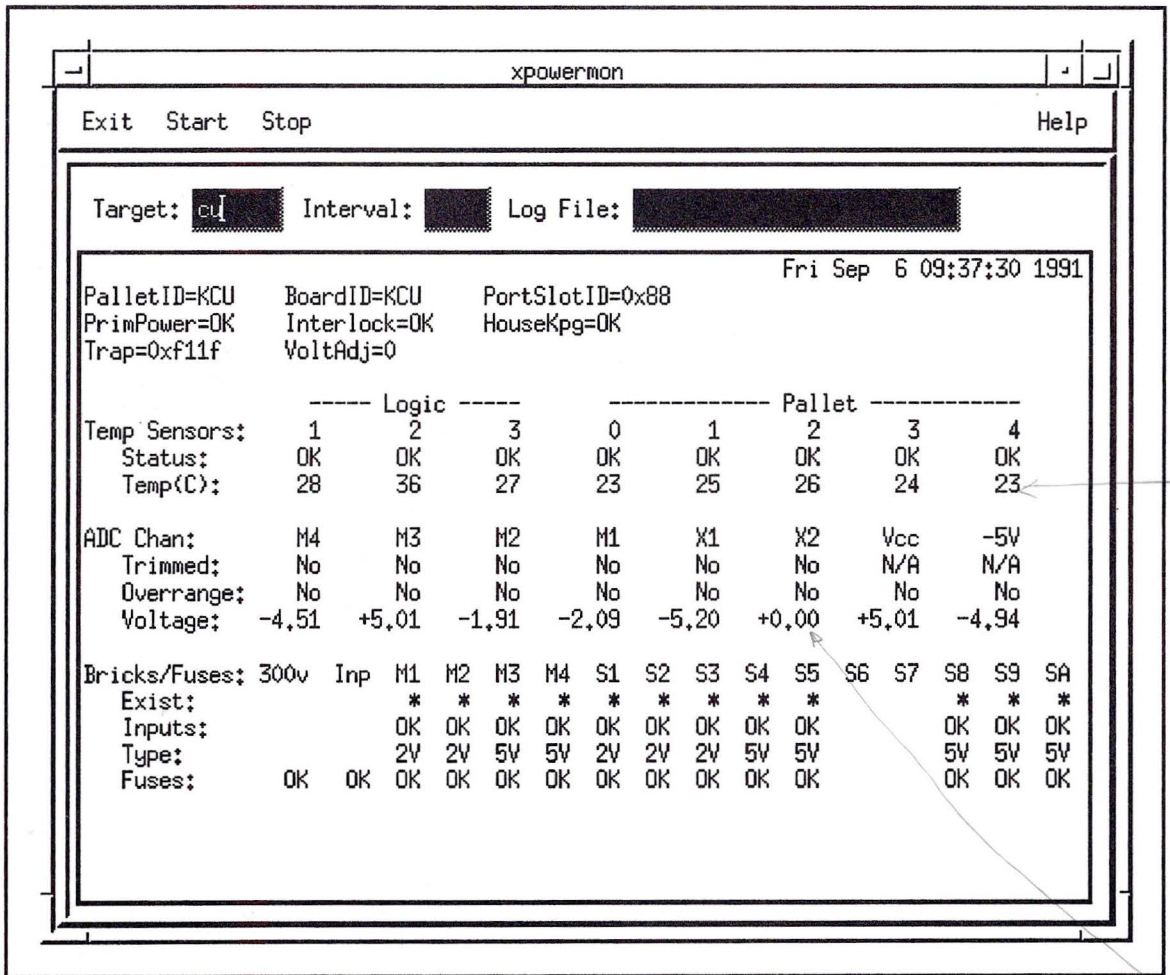 xpowermon
Exit Start Stop Help
Target: cu Interval: Log File:
Fri Sep 6 09:37:30 1991
PalletID=KCU BoardID=KCU PortSlotID=0x88
PrimPower=OK Interlock=OK HouseKpg=OK
Trap=0xf11f VoltAdj=0
----- Logic ----- ------------- Pallet ------------
Temp Sensors: 1 2 3 0 1 2 3 4
Status: OK OK OK OK OK OK OK OK
Temp(C): 28 36 27 23 25 26 24 23
ADC Chan: M4 M3 M2 M1 X1 X2 Vcc -5V
Trimmed: No No No No No No N/A N/A
Overrange: No No No No No No No No
Voltage: -4.51 +5.01 -1.91 -2.09 -5.20 +0.00 +5.01 -4.94
Bricks/Fuses: 300v Inp M1 M2 M3 M4 S1 S2 S3 S4 S5 S6 S7 S8 S9 SA
Exist: * * * * * * * * * * * *
Inputs: OK OK OK OK OK OK OK OK OK OK OK OK
Type: 2V 2V 5V 5V 2V 2V 2V 5V 5V 5V 5V 5V
Fuses: OK OK OK OK OK OK OK OK OK OK OK OK OK OK